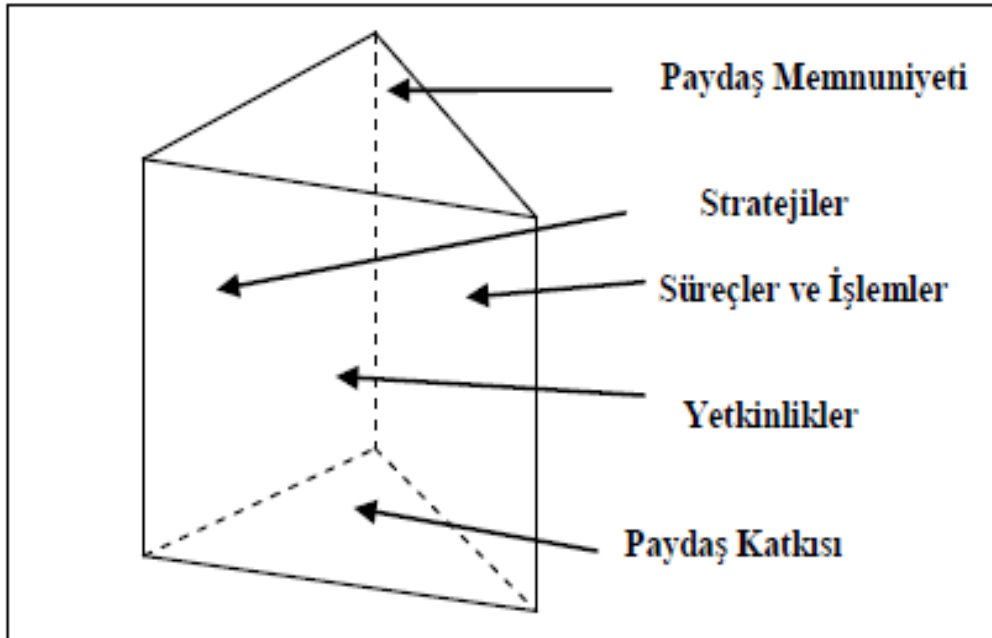 Paydaş Memnuniyeti
Stratejiler
Süreçler ve İşlemler
Yetkinlikler
Paydaş Katkısı